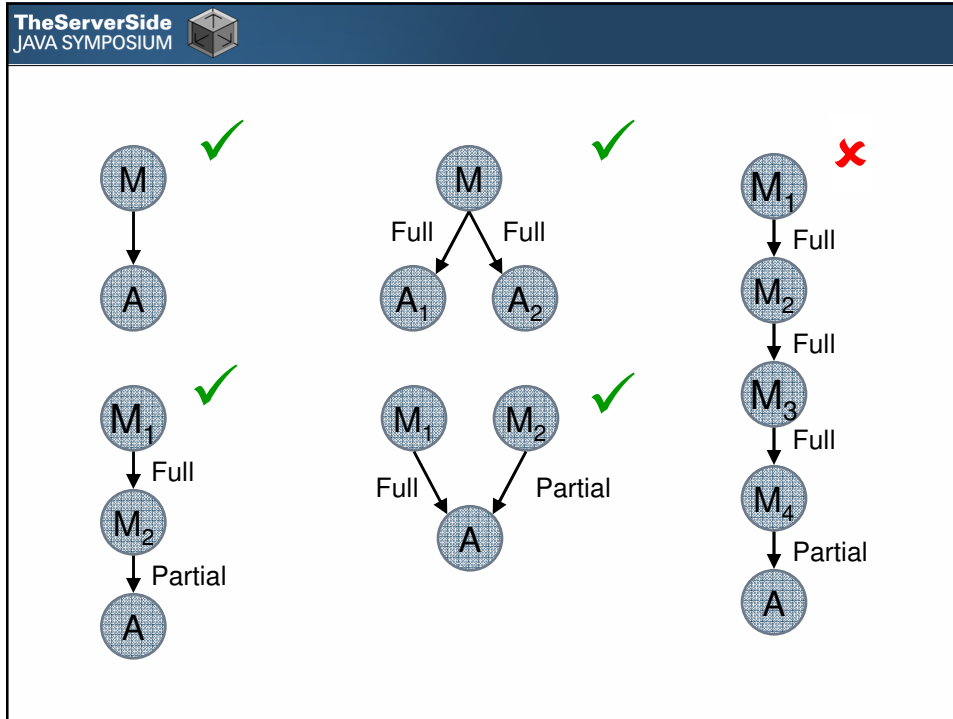 TheServerSide
JAVA SYMPOSIUM
M
A
M
Full Full
A1 A2
M1
Full
M2
Partial
A
M1 M2
Full Partial
A
M1
Full
M2
Full
M3
Full
M4
Partial
A